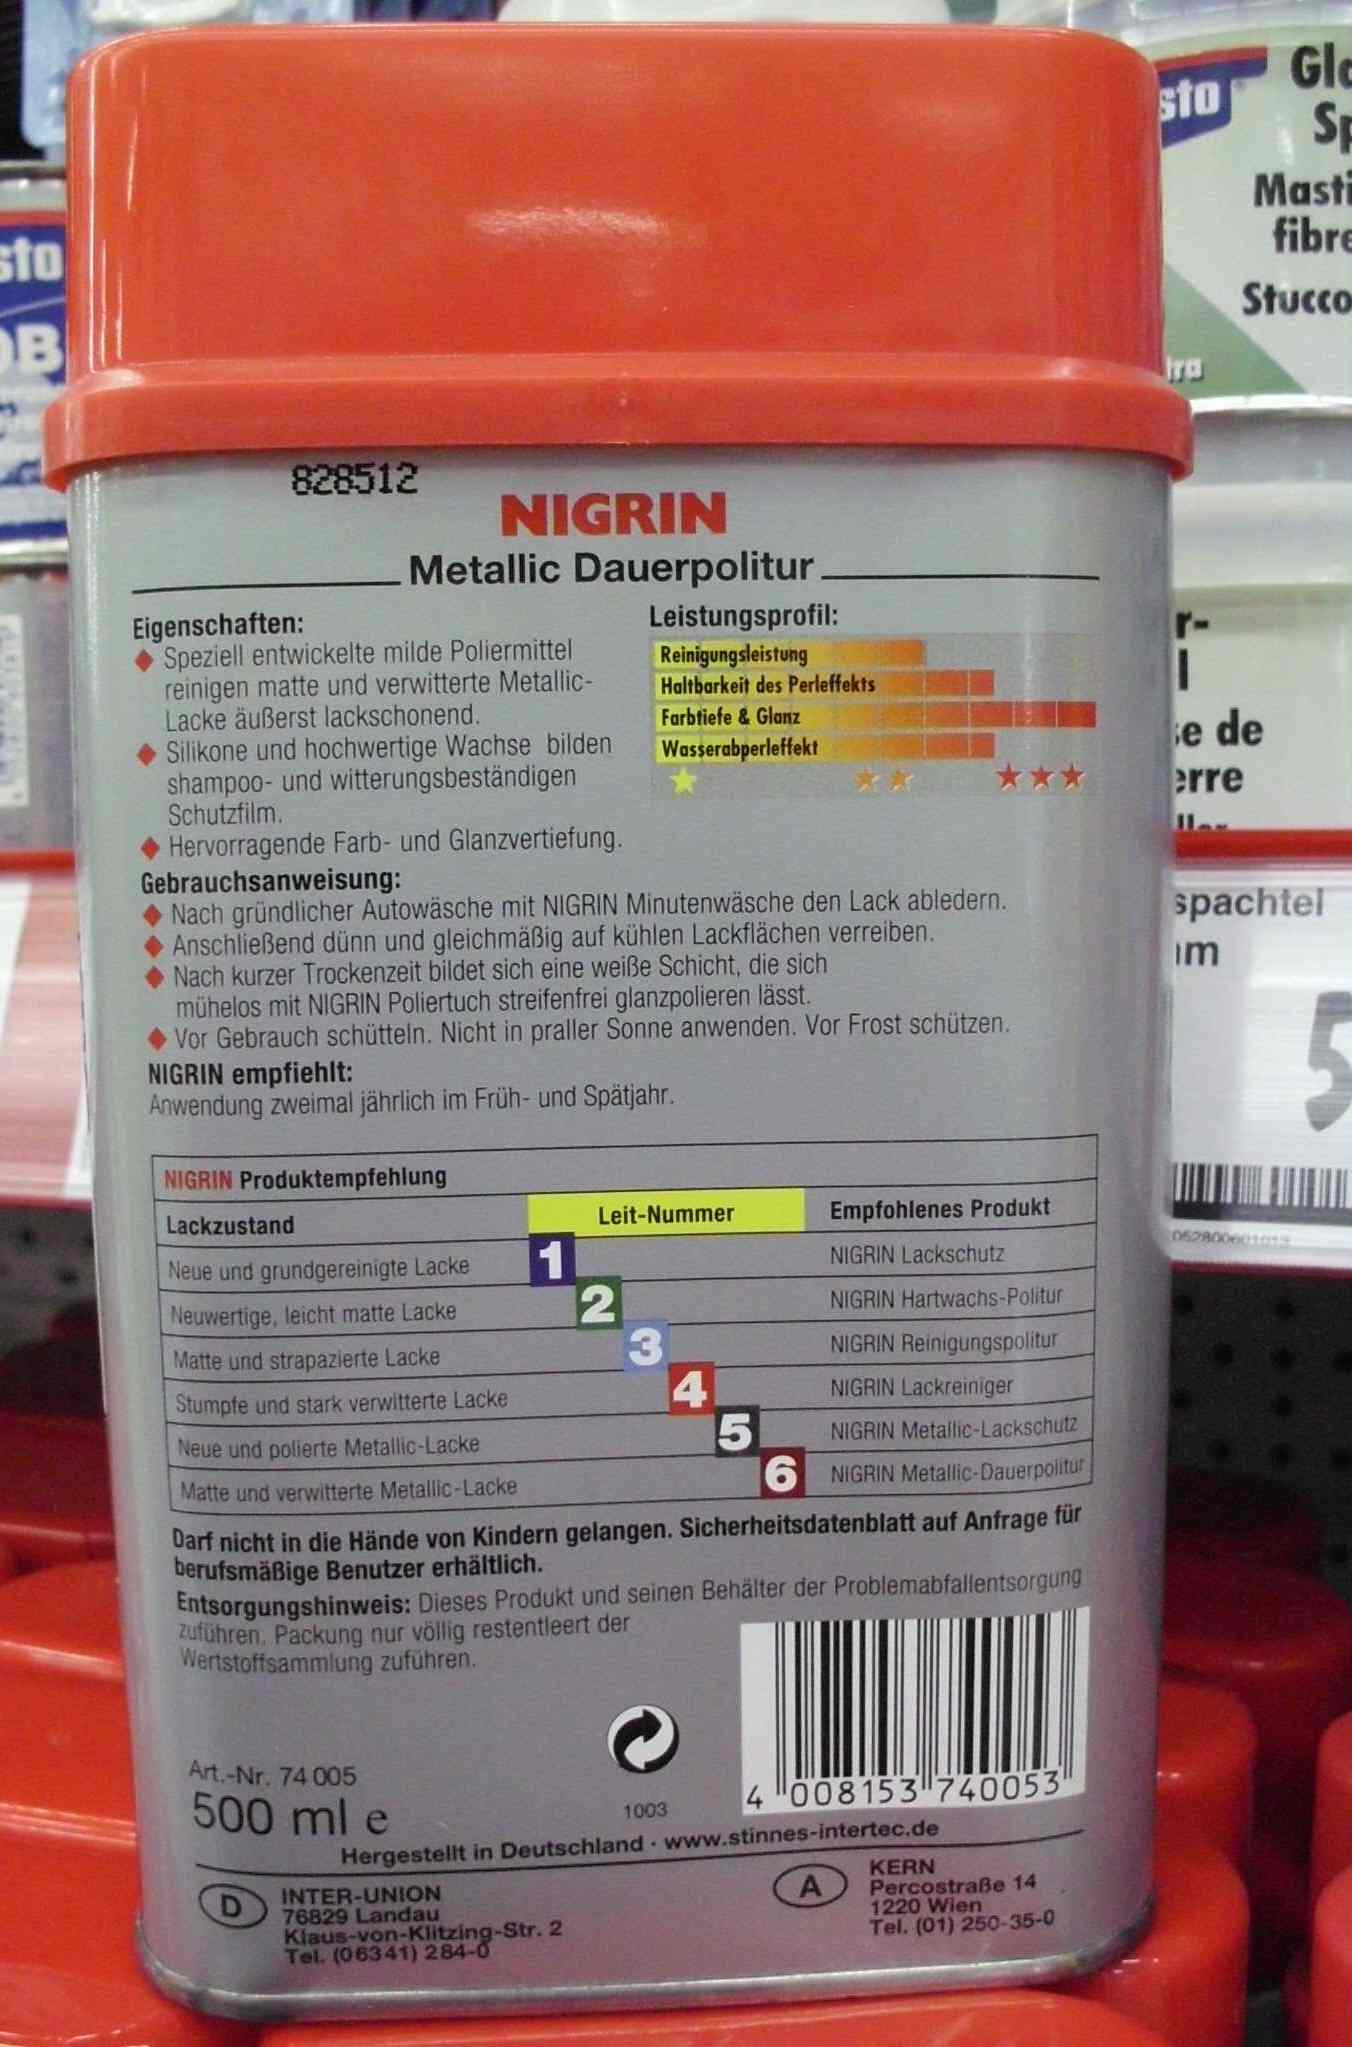 828512
NIGRIN
Metallic Dauerpolitur
Eigenschaften:
Speziell entwickelte milde Poliermittel
reinigen matte und verwitterte Metallic-
Lacke äußerst lackschonend.
Silikone und hochwertige Wachse bilden
shampoo- und witterungsbeständigen
Schutzfilm.
Hervorragende Farb- und Glanzvertiefung.
Leistungsprofil:
Reinigungsleistung
Haltbarkeit des Perleffekts
Farbtiefe & Glanz
Wasserabperleffekt
Gebrauchsanweisung:
Nach gründlicher Autowäsche mit NIGRIN Minutenwäsche den Lack abledern.
Anschließend dünn und gleichmäßig auf kühlen Lackflächen verreiben.
Nach kurzer Trockenzeit bildet sich eine weiße Schicht, die sich
mühelos mit NIGRIN Poliertuch streifenfrei glanzpolieren lässt.
Vor Gebrauch schütteln. Nicht in praller Sonne anwenden. Vor Frost schützen.
NIGRIN empfiehlt:
Anwendung zweimal jährlich im Früh- und Spätjahr.
NIGRIN Produktempfehlung
Lackzustand Leit-Nummer Empfohlenes Produkt
Neue und grundgereinigte Lacke 1 NIGRIN Lackschutz
Neuwertige, leicht matte Lacke 2 NIGRIN Hartwachs-Politur
Matte und strapazierte Lacke 3 NIGRIN Reinigungspolitur
Stumpfe und stark verwitterte Lacke 4 NIGRIN Lackreiniger
Neue und polierte Metallic-Lacke 5 NIGRIN Metallic-Lackschutz
Matte und verwitterte Metallic-Lacke 6 NIGRIN Metallic-Dauerpolitur
Darf nicht in die Hände von Kindern gelangen. Sicherheitsdatenblatt auf Anfrage für
berufsmäßige Benutzer erhältlich.
Entsorgungshinweis: Dieses Produkt und seinen Behälter der Problemabfallentsorgung
zuführen. Packung nur völlig restentleert der
Wertstoffsammlung zuführen.
Art.-Nr. 74 005
500 ml e
1003
4 008153 740053
Hergestellt in Deutschland · www.stinnes-intertec.de
D
INTER-UNION
76829 Landau
Klaus-von-Klitzing-Str. 2
Tel. (0 63 41) 2 84-0
A
KERN
Percostraße 14
1220 Wien
Tel. (01) 250-35-0
sto
Masti
fibre
Stucco
se de
erre
spachtel
5
sto